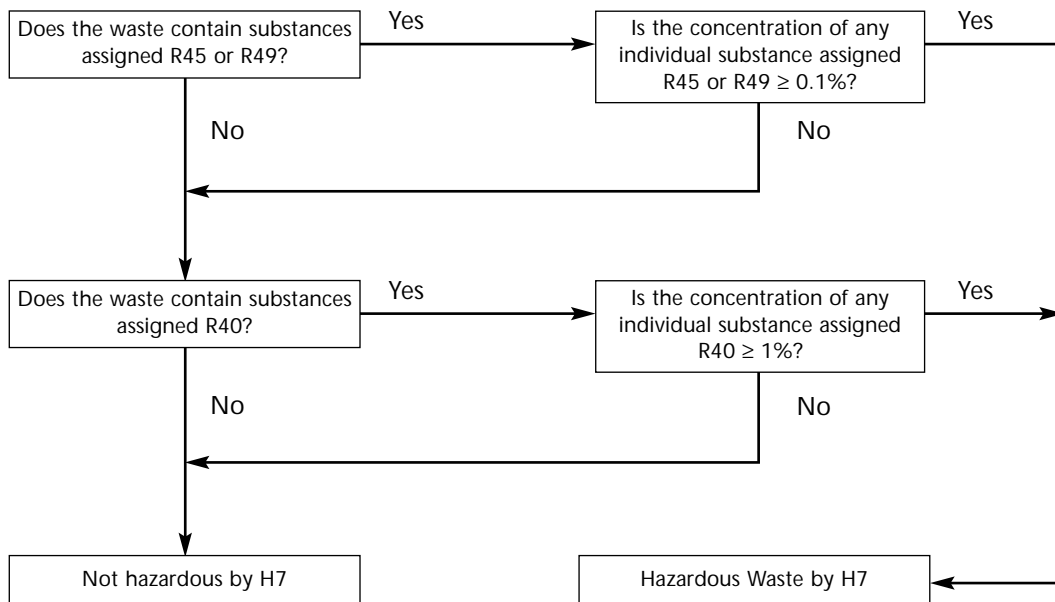 Does the waste contain substances
assigned R45 or R49?
Yes
Is the concentration of any
individual substance assigned
R45 or R49 ≥ 0.1%?
Yes
No
No
Does the waste contain substances
assigned R40?
Yes
Is the concentration of any
individual substance assigned
R40 ≥ 1%?
Yes
No
No
Not hazardous by H7
Hazardous Waste by H7